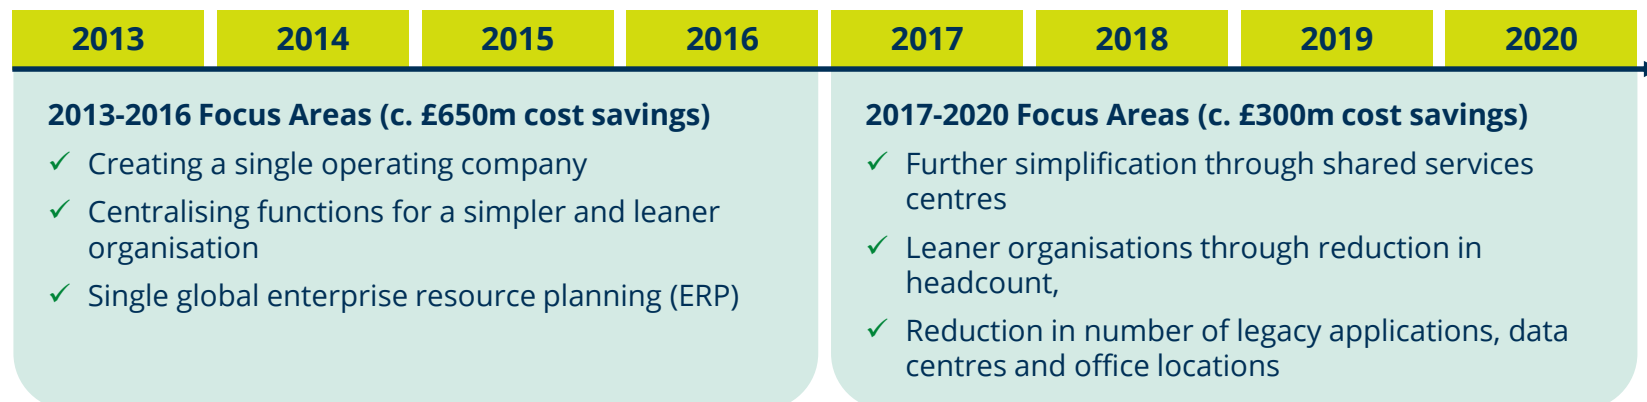 2013 2014 2015 2016 2017 2018 2019 2020
2013-2016 Focus Areas (c. £650m cost savings)
✓ Creating a single operating company
✓ Centralising functions for a simpler and leaner
organisation
✓ Single global enterprise resource planning (ERP)
2017-2020 Focus Areas (c. £300m cost savings)
✓ Further simplification through shared services
centres
✓ Leaner organisations through reduction in
headcount,
✓ Reduction in number of legacy applications, data
centres and office locations